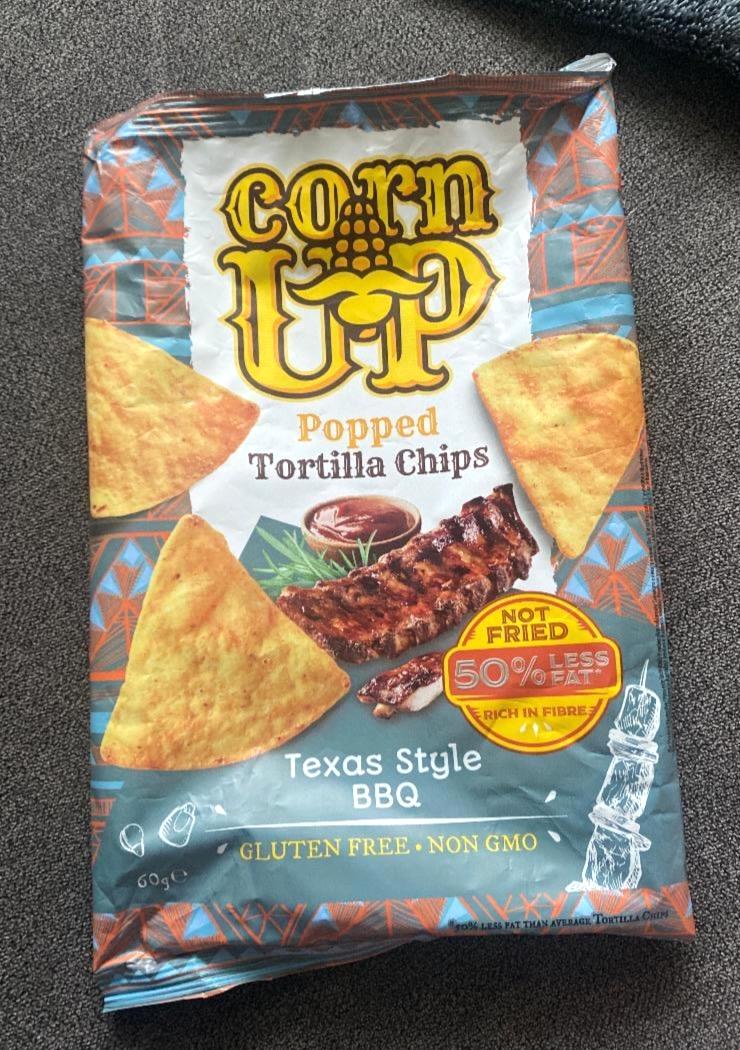 corn
UP
Popped
Tortilla Chips
NOT
FRIED
50% LESS
FAT*
RICH IN FIBRE
Texas Style
BBQ
GLUTEN FREE • NON GMO
60g e
*50% LESS FAT THAN AVERAGE TORTILLA CHIPS